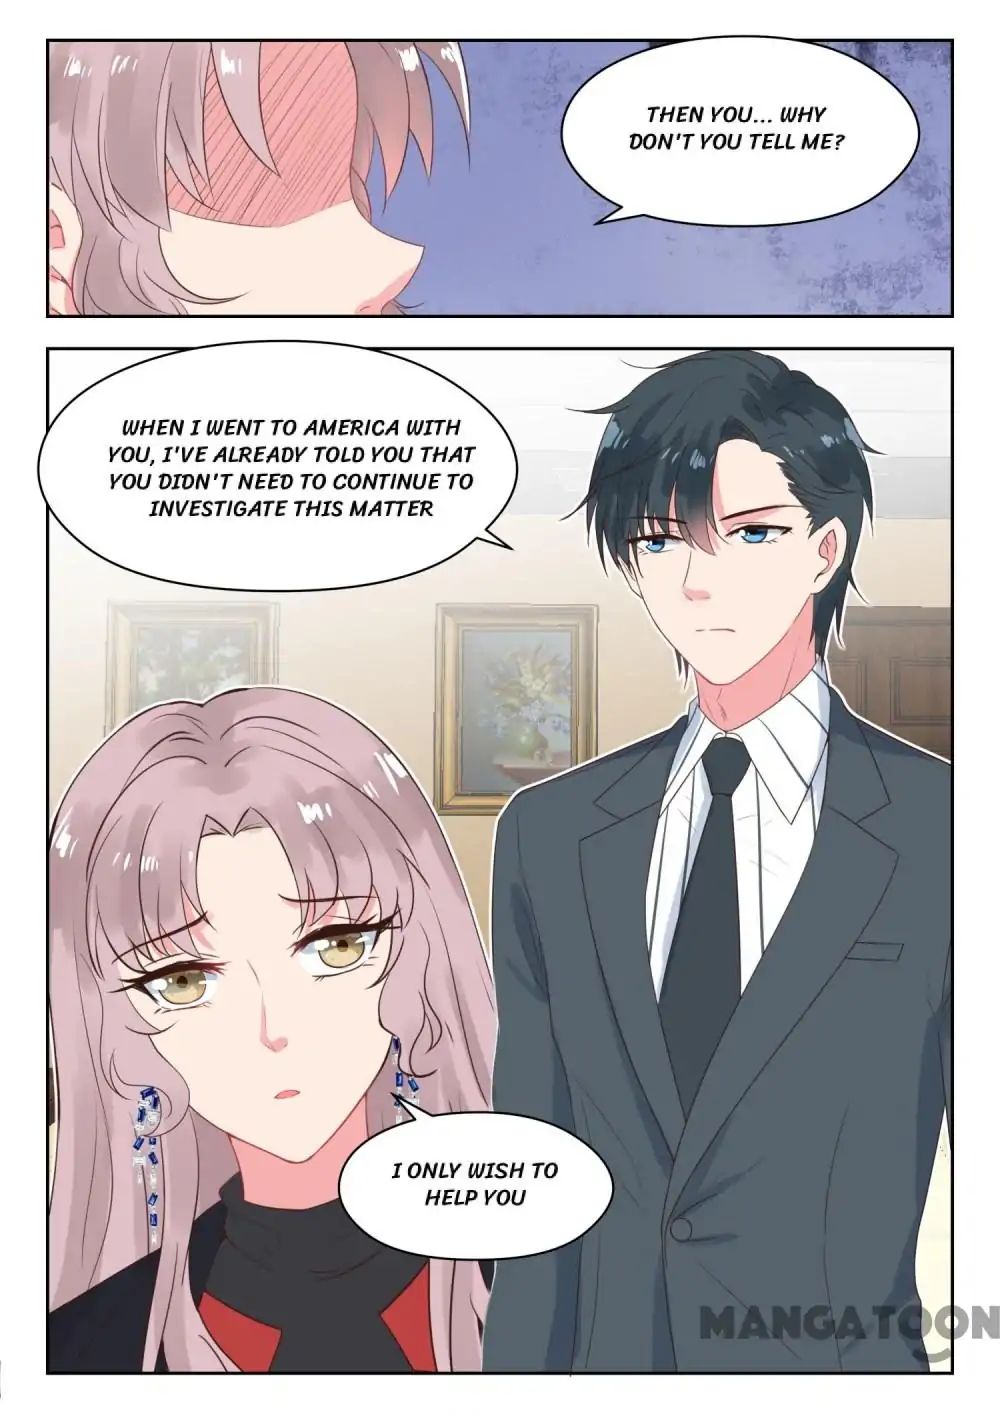 THEN YOU... WHY
DON'T YOU TELL ME?
WHEN I WENT TO AMERICA WITH
YOU, I'VE ALREADY TOLD YOU THAT
YOU DIDN'T NEED TO CONTINUE TO
INVESTIGATE THIS MATTER
I ONLY WISH TO
HELP YOU
MANGATOON